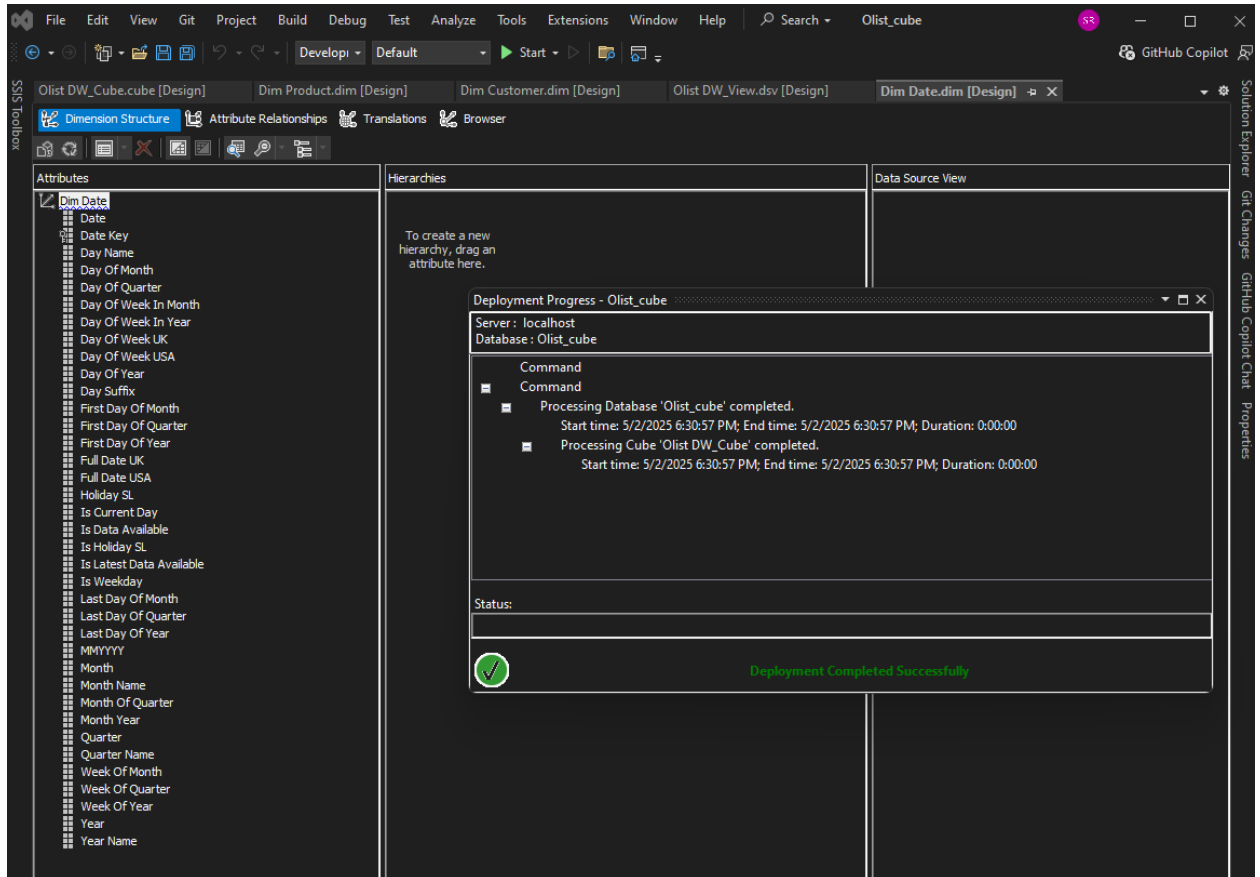 File Edit View Git Project Build Debug Test Analyze Tools Extensions Window Help Search Olist_cube SR
Develop Default Start GitHub Copilot
SSIS Toolbox
Olist DW_Cube.cube [Design] Dim Product.dim [Design] Dim Customer.dim [Design] Olist DW_View.dsv [Design] Dim Date.dim [Design]
Dimension Structure Attribute Relationships Translations Browser
Attributes
Hierarchies
Data Source View
Dim Date
Date
Date Key
Day Name
Day Of Month
Day Of Quarter
Day Of Week In Month
Day Of Week In Year
Day Of Week UK
Day Of Week USA
Day Of Year
Day Suffix
First Day Of Month
First Day Of Quarter
First Day Of Year
Full Date UK
Full Date USA
Holiday SL
Is Current Day
Is Data Available
Is Holiday SL
Is Latest Data Available
Is Weekday
Last Day Of Month
Last Day Of Quarter
Last Day Of Year
MMYYYY
Month
Month Name
Month Of Quarter
Month Year
Quarter
Quarter Name
Week Of Month
Week Of Quarter
Week Of Year
Year
Year Name
To create a new
hierarchy, drag an
attribute here.
Deployment Progress - Olist_cube
Server : localhost
Database : Olist_cube
Command
Command
Processing Database 'Olist_cube' completed.
Start time: 5/2/2025 6:30:57 PM; End time: 5/2/2025 6:30:57 PM; Duration: 0:00:00
Processing Cube 'Olist DW_Cube' completed.
Start time: 5/2/2025 6:30:57 PM; End time: 5/2/2025 6:30:57 PM; Duration: 0:00:00
Status:
Deployment Completed Successfully
Solution Explorer
Git Changes
GitHub Copilot Chat
Properties